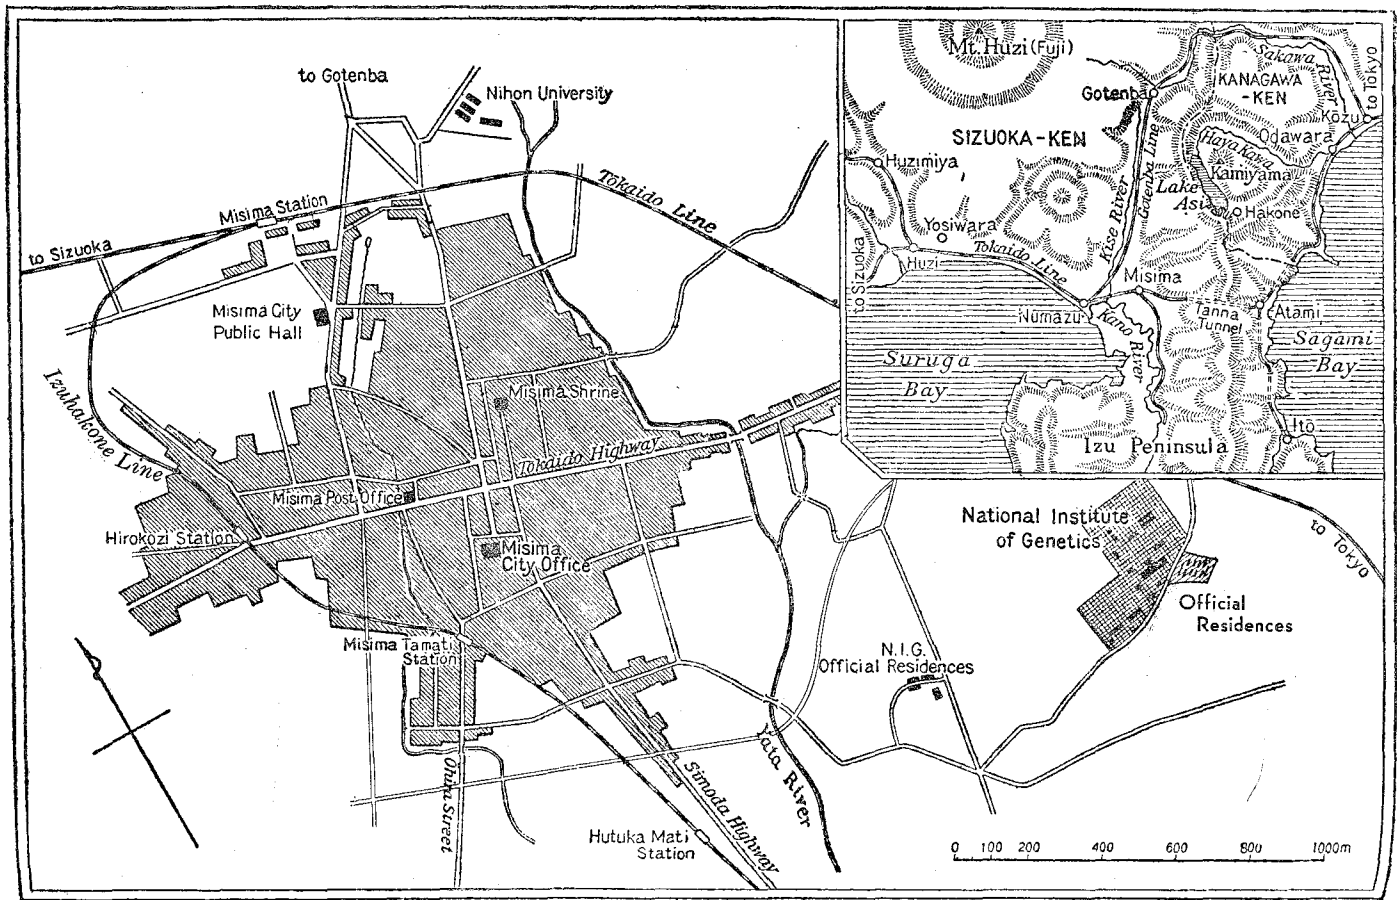 to Gotenba
Nihon University
Misima Station
Tokaido Line
to Sizuoka
Misima City
Public Hall
Izuhakone Line
Misima Shrine
Tokaido Highway
Misima Post Office
Hirokozi Station
Misima
City Office
Misima Tamati
Station
N.I.G.
Official Residences
National Institute
of Genetics
Official
Residences
to Tokyo
Yata River
Simoda Highway
Ohura Street
Hutuka Mati
Station
0 100 200 400 600 800 1000m
Mt. Huzi (Fuji)
Sakawa River
to Tokyo
KANAGAWA
-KEN
Gotenba
Kōzu
SIZUOKA-KEN
Odawara
Hayakawa
Kamiyama
Huzimiya
Gotenba Line
Kise River
Lake
Asi
Hakone
Yosiwara
to Sizuoka
Huzi
Tokaido Line
Misima
Numazu
Kano River
Tanna
Tunnel
Atami
Suruga
Bay
Sagami
Bay
Itō
Izu Peninsula